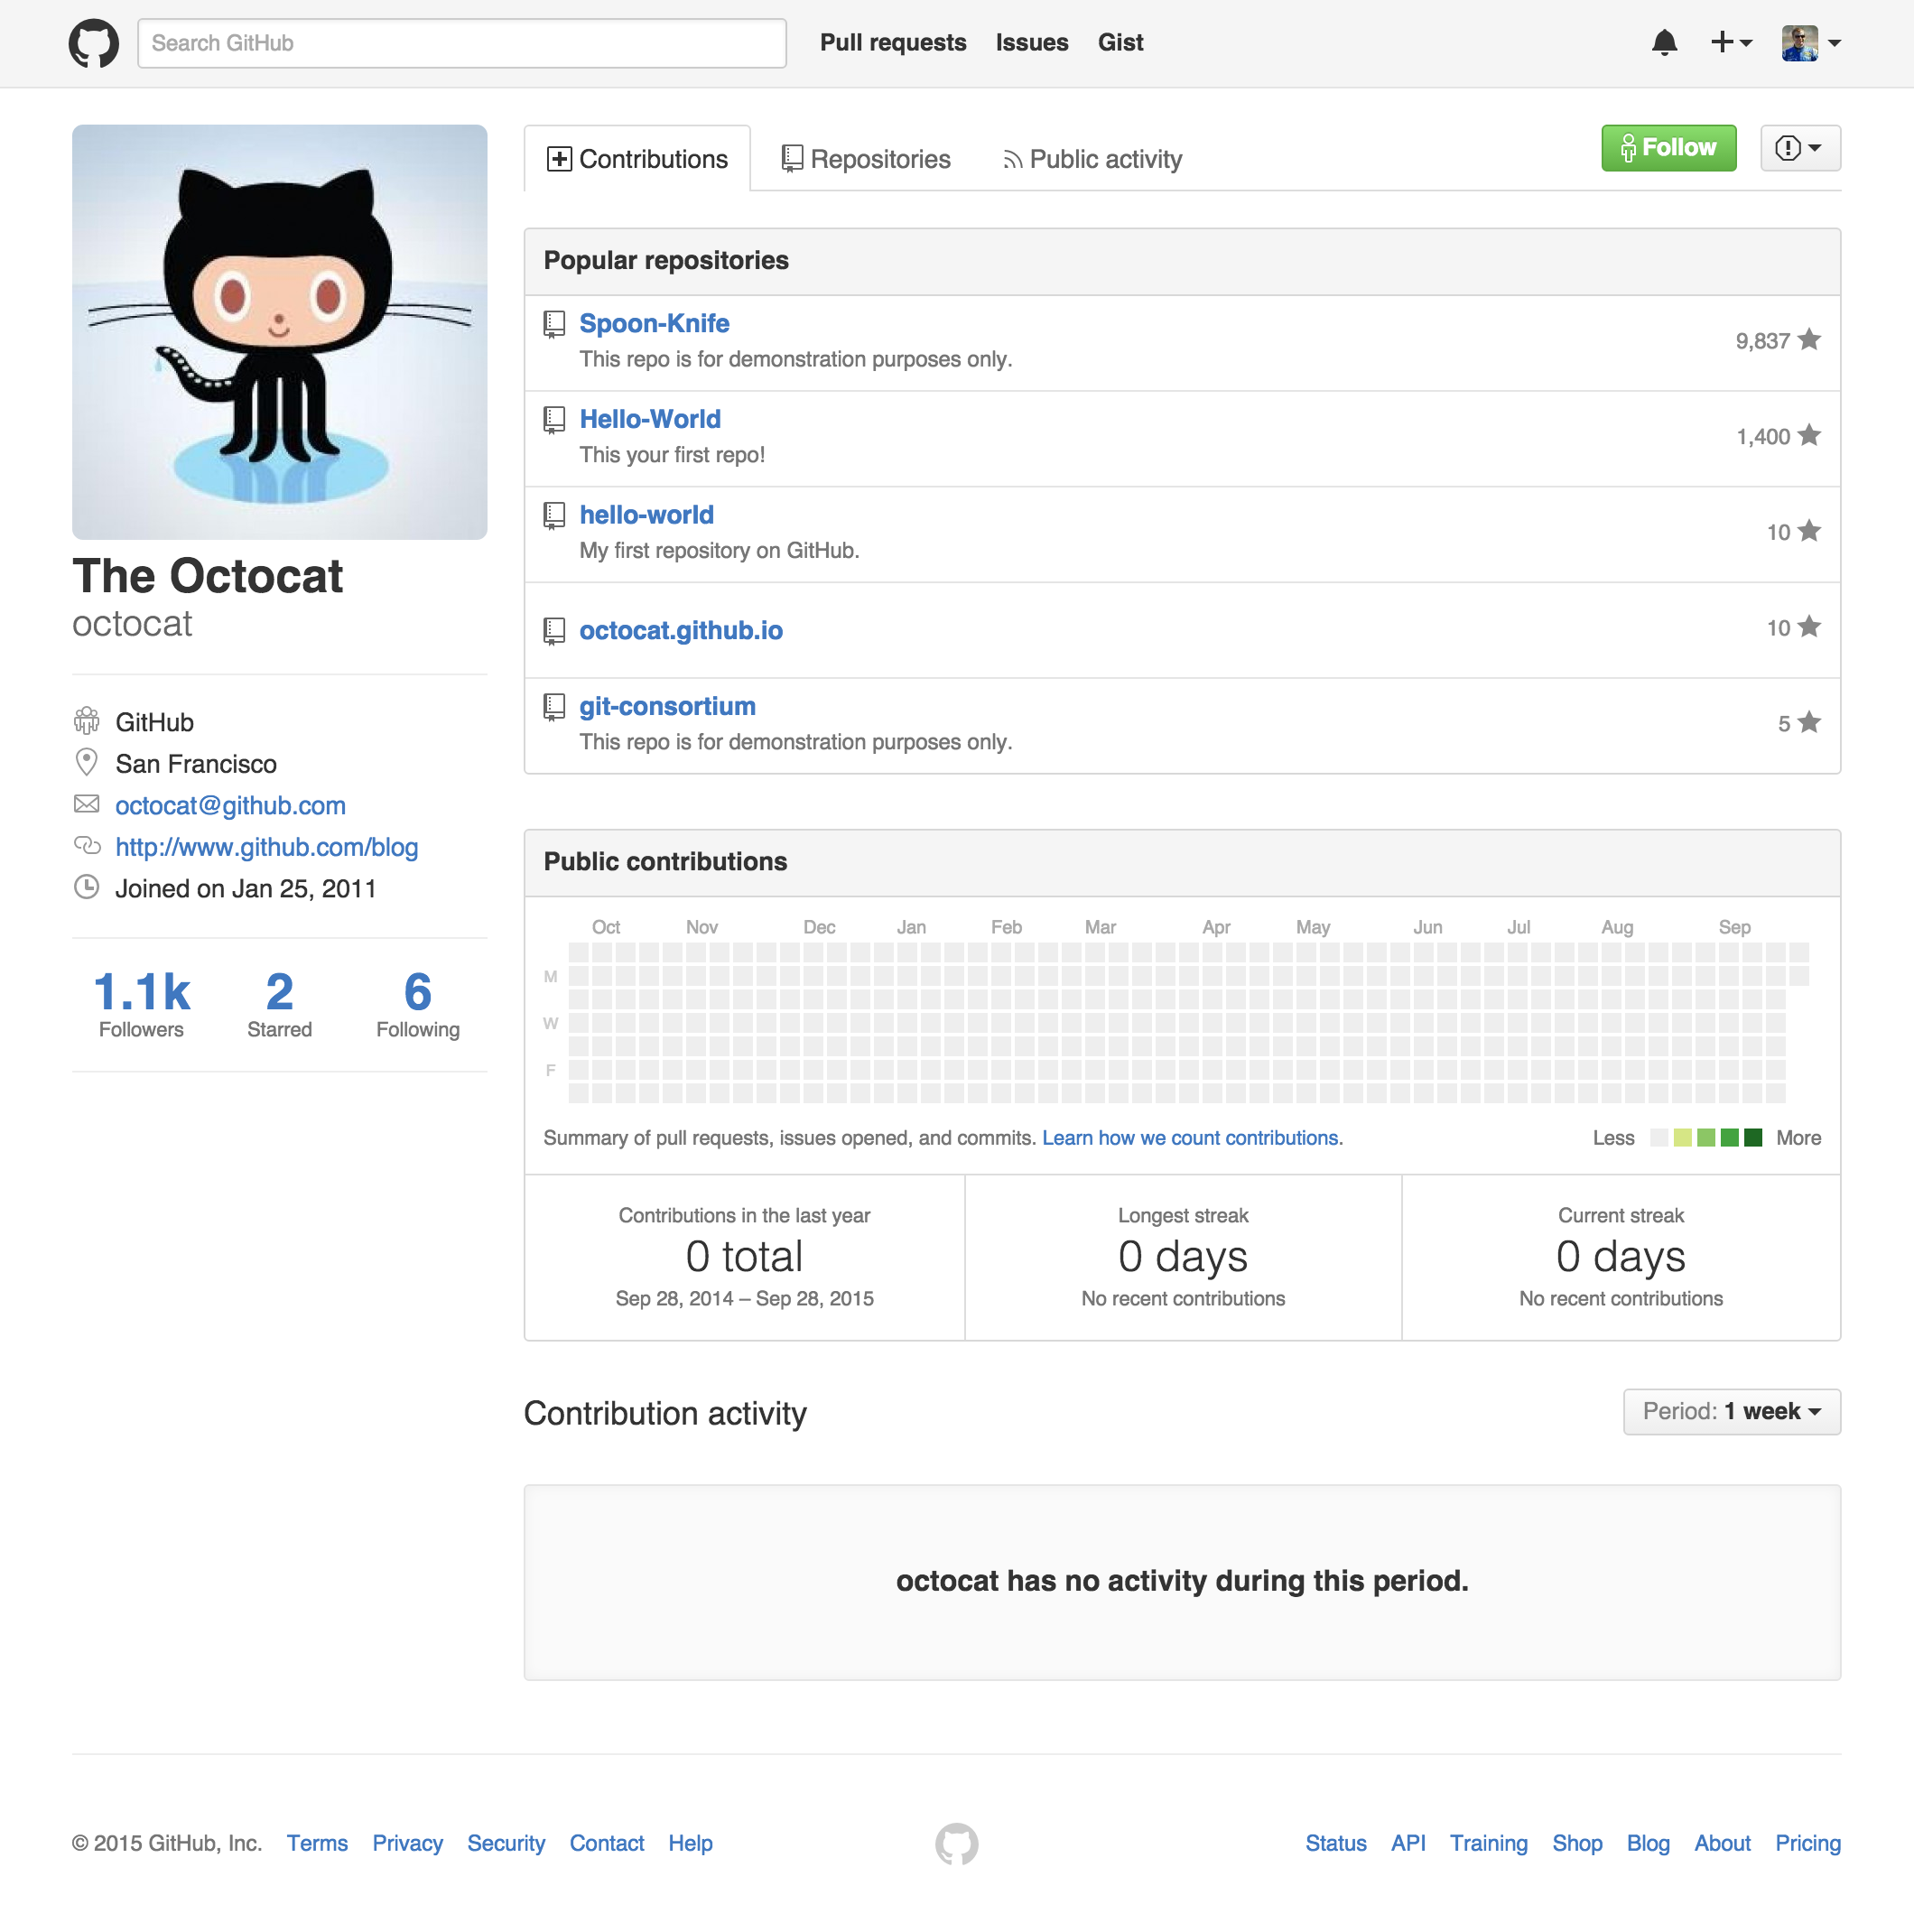 Search GitHub
Pull requests Issues Gist
The Octocat
octocat
GitHub
San Francisco
octocat@github.com
http://www.github.com/blog
Joined on Jan 25, 2011
1.1k 2 6
Followers Starred Following
Contributions Repositories Public activity
Follow
Popular repositories
Spoon-Knife
This repo is for demonstration purposes only.
9,837
Hello-World
This your first repo!
1,400
hello-world
My first repository on GitHub.
10
octocat.github.io
10
git-consortium
This repo is for demonstration purposes only.
5
Public contributions
Oct Nov Dec Jan Feb Mar Apr May Jun Jul Aug Sep
M
W
F
Summary of pull requests, issues opened, and commits. Learn how we count contributions.
Less More
Contributions in the last year
0 total
Sep 28, 2014 – Sep 28, 2015
Longest streak
0 days
No recent contributions
Current streak
0 days
No recent contributions
Contribution activity
Period: 1 week
octocat has no activity during this period.
© 2015 GitHub, Inc. Terms Privacy Security Contact Help
Status API Training Shop Blog About Pricing